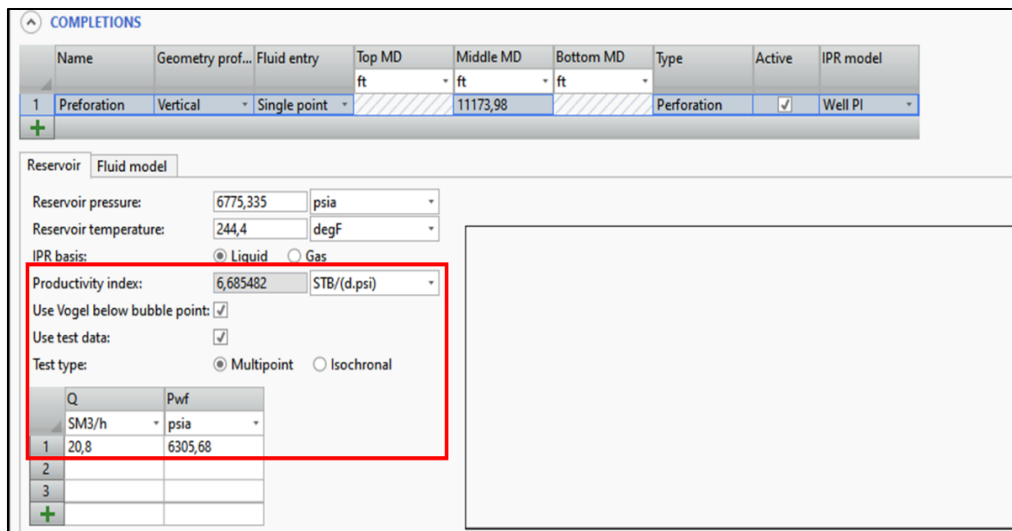 COMPLETIONS
Name Geometry prof... Fluid entry Top MD Middle MD Bottom MD Type Active IPR model
ft ft ft
1 Preforation Vertical Single point 11173,98 Perforation Well PI
Reservoir Fluid model
Reservoir pressure: 6775,335 psia
Reservoir temperature: 244,4 degF
IPR basis: Liquid Gas
Productivity index: 6,685482 STB/(d.psi)
Use Vogel below bubble point:
Use test data:
Test type: Multipoint Isochronal
Q Pwf
SM3/h psia
1 20,8 6305,68
2
3